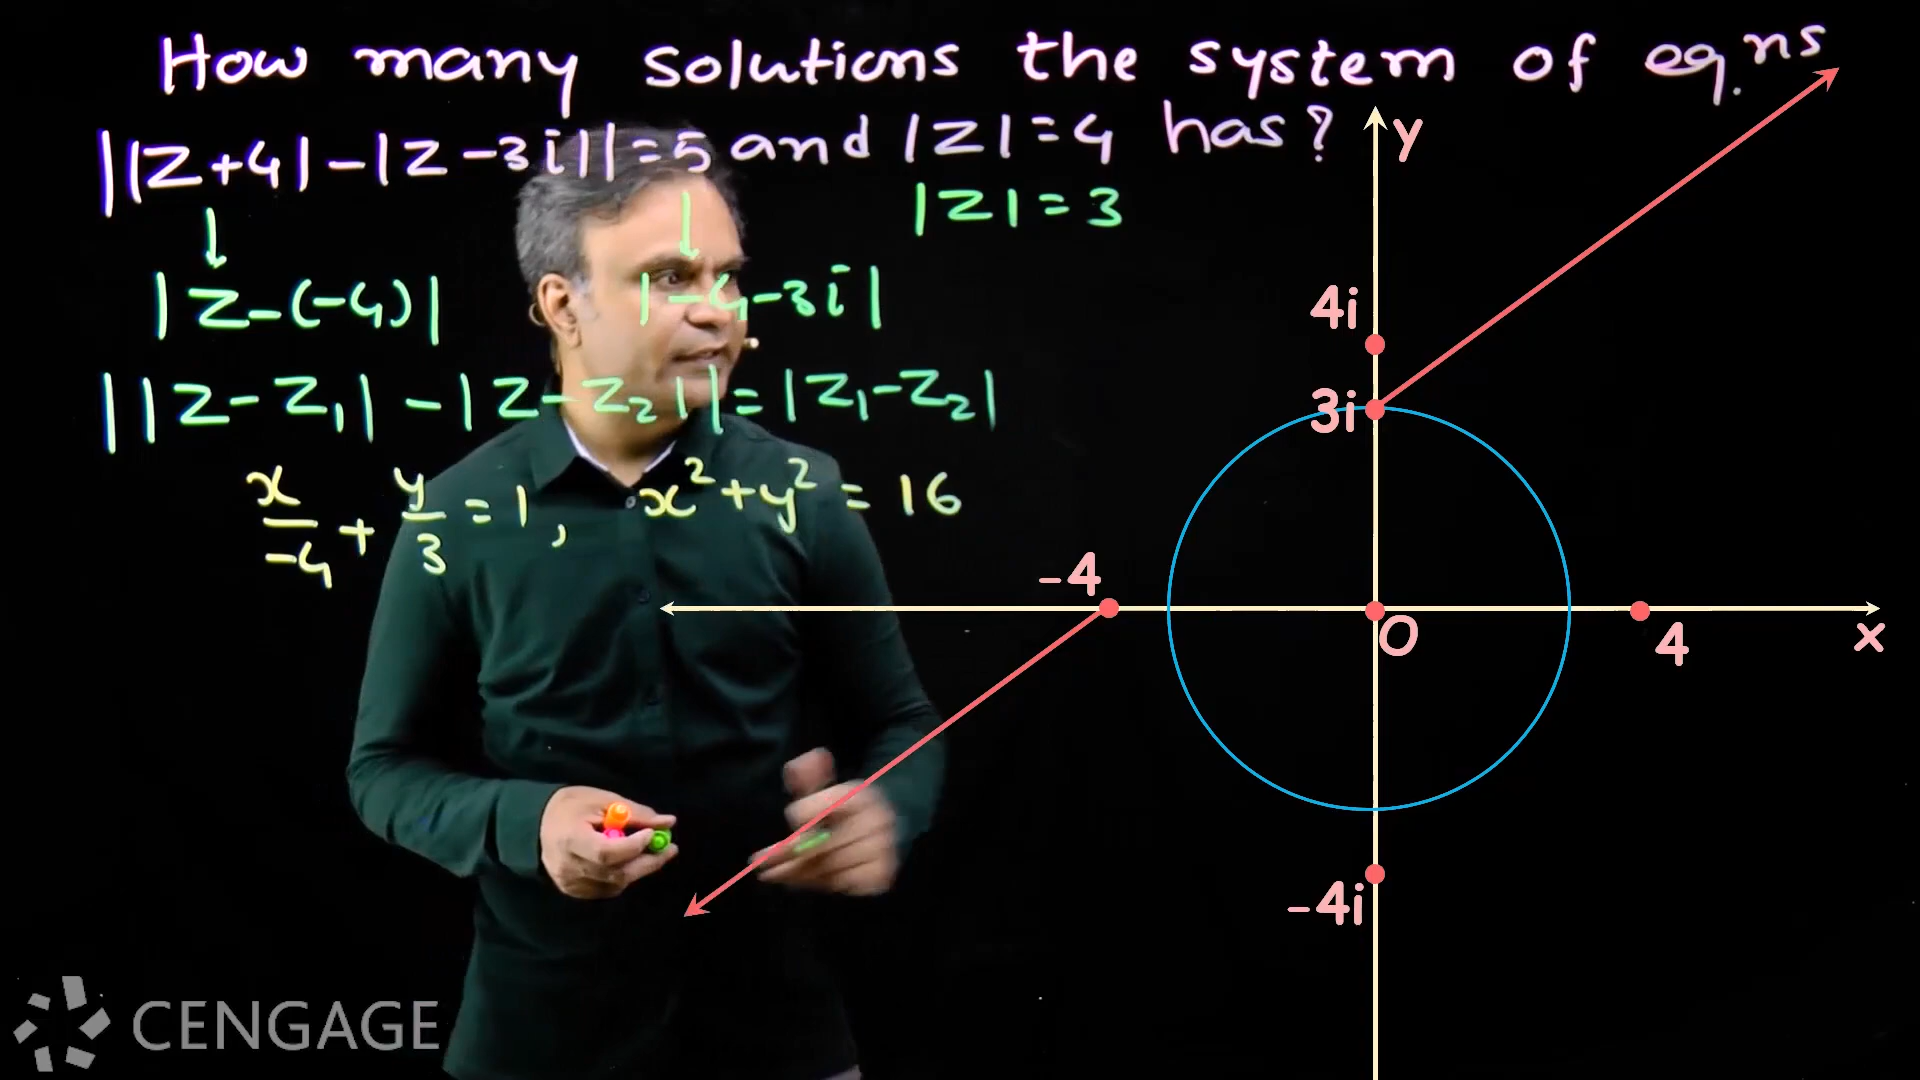 How many solutions the system of eq.ns
||Z+4|-|Z-3i||=5 and |Z|=4 has?
|Z|=3
|Z-(-4)| |-4-3i|
||Z-Z₁|-|Z-Z₂||=|Z₁-Z₂|
x/-4 + y/3 = 1, x²+y² = 16
y
4i
3i
-4
O
4
x
-4i
CENGAGE